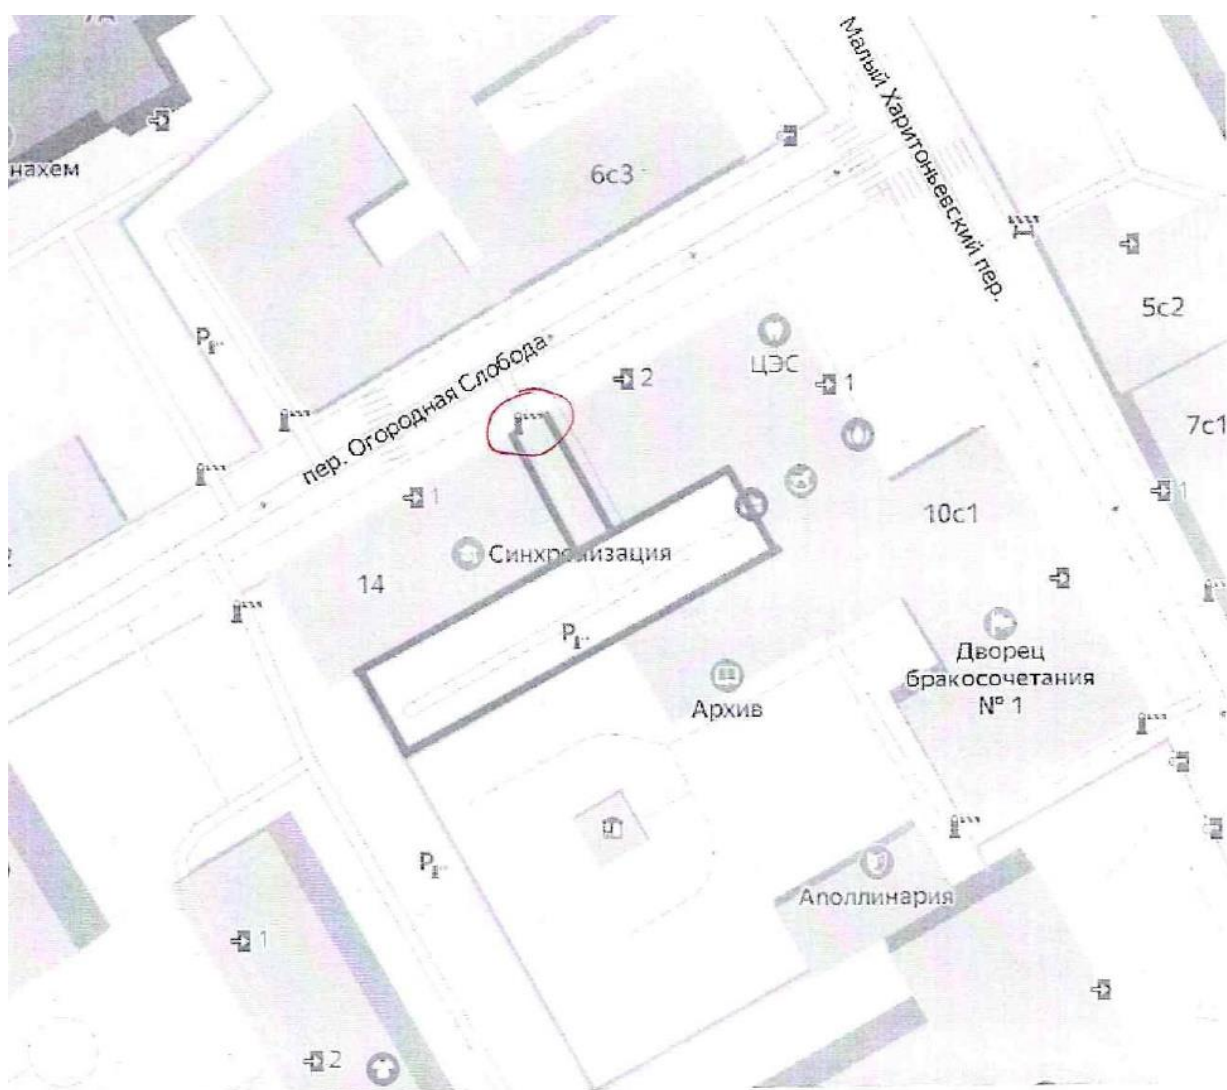 Малый Харитоньевский пер.
нахем
6с3
5с2
P
ЦЭС
2
1
7с1
пер. Огородная Слобода
1
1
10с1
Синхронизация
14
P
Дворец
бракосочетания
№ 1
Архив
P
Аполлинария
1
2